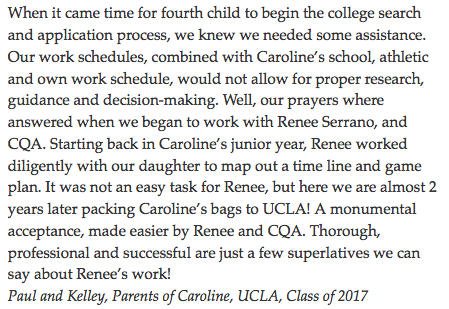 When it came time for fourth child to begin the college search
and application process, we knew we needed some assistance.
Our work schedules, combined with Caroline's school, athletic
and own work schedule, would not allow for proper research,
guidance and decision-making. Well, our prayers where
answered when we began to work with Renee Serrano, and
CQA. Starting back in Caroline's junior year, Renee worked
diligently with our daughter to map out a time line and game
plan. It was not an easy task for Renee, but here we are almost 2
years later packing Caroline's bags to UCLA! A monumental
acceptance, made easier by Renee and CQA. Thorough,
professional and successful are just a few superlatives we can
say about Renee's work!
Paul and Kelley, Parents of Caroline, UCLA, Class of 2017